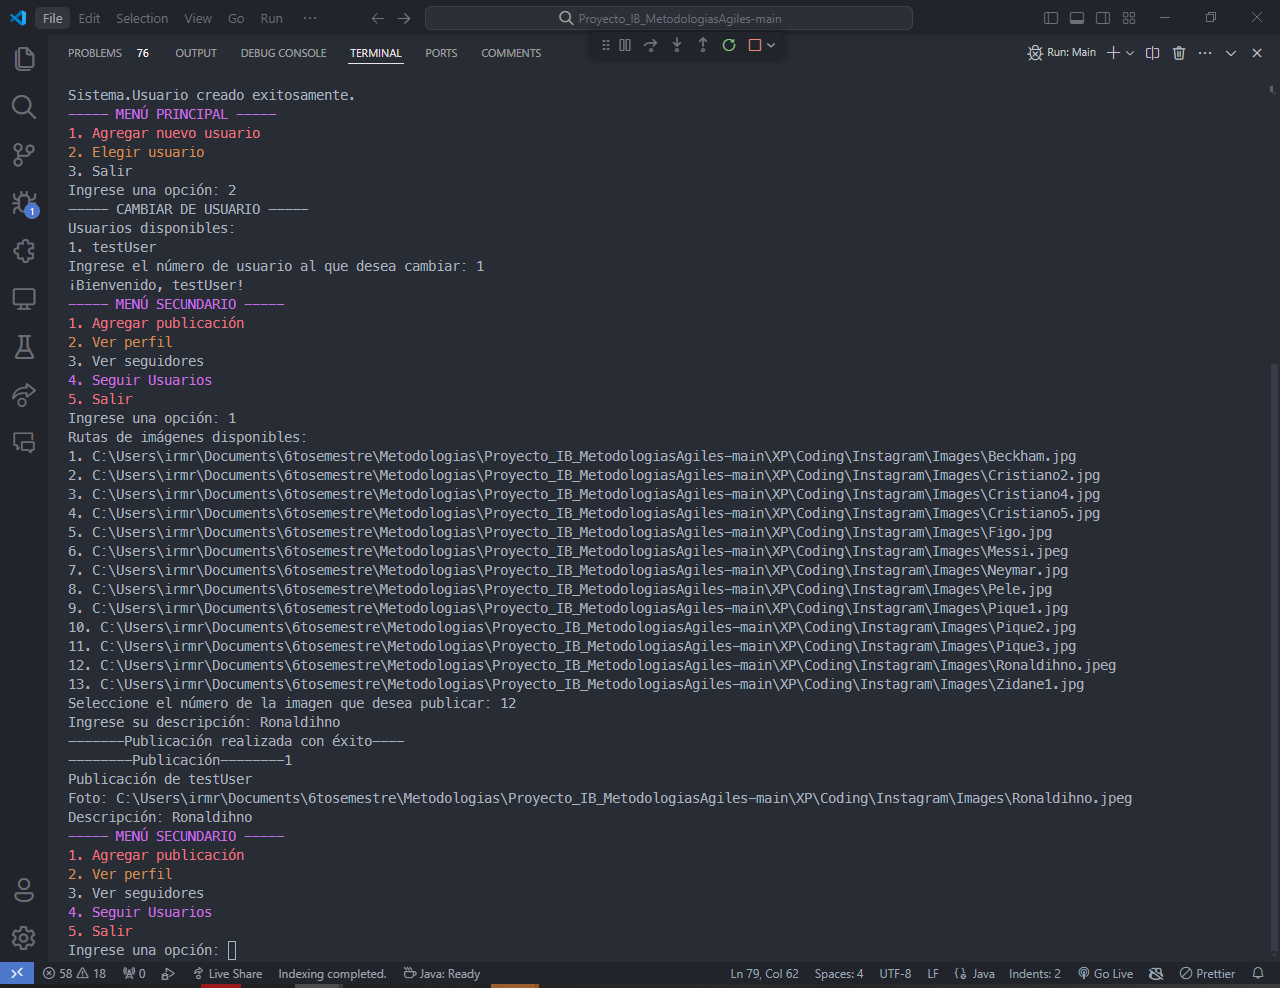 File Edit Selection View Go Run ··· Proyecto_IB_MetodologiasAgiles-main
PROBLEMS 76 OUTPUT DEBUG CONSOLE TERMINAL PORTS COMMENTS Run: Main
Sistema.Usuario creado exitosamente.
----- MENÚ PRINCIPAL -----
1. Agregar nuevo usuario
2. Elegir usuario
3. Salir
Ingrese una opción: 2
----- CAMBIAR DE USUARIO -----
Usuarios disponibles:
1. testUser
Ingrese el número de usuario al que desea cambiar: 1
¡Bienvenido, testUser!
----- MENÚ SECUNDARIO -----
1. Agregar publicación
2. Ver perfil
3. Ver seguidores
4. Seguir Usuarios
5. Salir
Ingrese una opción: 1
Rutas de imágenes disponibles:
1. C:\Users\irmr\Documents\6tosemestre\Metodologias\Proyecto_IB_MetodologiasAgiles-main\XP\Coding\Instagram\Images\Beckham.jpg
2. C:\Users\irmr\Documents\6tosemestre\Metodologias\Proyecto_IB_MetodologiasAgiles-main\XP\Coding\Instagram\Images\Cristiano2.jpg
3. C:\Users\irmr\Documents\6tosemestre\Metodologias\Proyecto_IB_MetodologiasAgiles-main\XP\Coding\Instagram\Images\Cristiano4.jpg
4. C:\Users\irmr\Documents\6tosemestre\Metodologias\Proyecto_IB_MetodologiasAgiles-main\XP\Coding\Instagram\Images\Cristiano5.jpg
5. C:\Users\irmr\Documents\6tosemestre\Metodologias\Proyecto_IB_MetodologiasAgiles-main\XP\Coding\Instagram\Images\Figo.jpg
6. C:\Users\irmr\Documents\6tosemestre\Metodologias\Proyecto_IB_MetodologiasAgiles-main\XP\Coding\Instagram\Images\Messi.jpeg
7. C:\Users\irmr\Documents\6tosemestre\Metodologias\Proyecto_IB_MetodologiasAgiles-main\XP\Coding\Instagram\Images\Neymar.jpg
8. C:\Users\irmr\Documents\6tosemestre\Metodologias\Proyecto_IB_MetodologiasAgiles-main\XP\Coding\Instagram\Images\Pele.jpg
9. C:\Users\irmr\Documents\6tosemestre\Metodologias\Proyecto_IB_MetodologiasAgiles-main\XP\Coding\Instagram\Images\Pique1.jpg
10. C:\Users\irmr\Documents\6tosemestre\Metodologias\Proyecto_IB_MetodologiasAgiles-main\XP\Coding\Instagram\Images\Pique2.jpg
11. C:\Users\irmr\Documents\6tosemestre\Metodologias\Proyecto_IB_MetodologiasAgiles-main\XP\Coding\Instagram\Images\Pique3.jpg
12. C:\Users\irmr\Documents\6tosemestre\Metodologias\Proyecto_IB_MetodologiasAgiles-main\XP\Coding\Instagram\Images\Ronaldihno.jpeg
13. C:\Users\irmr\Documents\6tosemestre\Metodologias\Proyecto_IB_MetodologiasAgiles-main\XP\Coding\Instagram\Images\Zidane1.jpg
Seleccione el número de la imagen que desea publicar: 12
Ingrese su descripción: Ronaldihno
-------Publicación realizada con éxito----
--------Publicación--------1
Publicación de testUser
Foto: C:\Users\irmr\Documents\6tosemestre\Metodologias\Proyecto_IB_MetodologiasAgiles-main\XP\Coding\Instagram\Images\Ronaldihno.jpeg
Descripción: Ronaldihno
----- MENÚ SECUNDARIO -----
1. Agregar publicación
2. Ver perfil
3. Ver seguidores
4. Seguir Usuarios
5. Salir
Ingrese una opción:
1
58 18 0 Live Share Indexing completed. Java: Ready Ln 79, Col 62 Spaces: 4 UTF-8 LF Java Indents: 2 Go Live Prettier